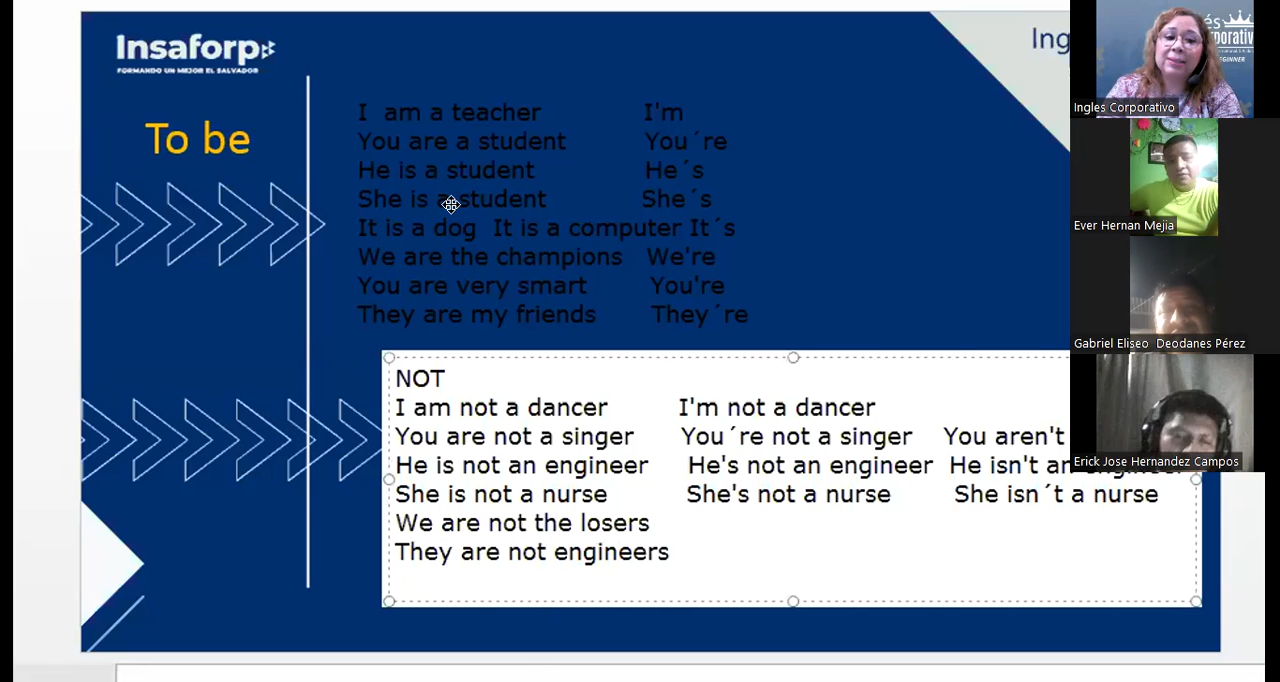 Insaforp
FORMANDO UN MEJOR EL SALVADOR
Ing
To be
I  am a teacher I'm
You are a student You´re
He is a student He´s
She is a student She´s
It is a dog  It is a computer It´s
We are the champions We're
You are very smart You're
They are my friends They´re
NOT
I am not a dancer I'm not a dancer
You are not a singer You´re not a singer You aren't
He is not an engineer He's not an engineer He isn't an
She is not a nurse She's not a nurse She isn´t a nurse
We are not the losers
They are not engineers
Ingles Corporativo
Ever Hernan Mejia
Gabriel Eliseo  Deodanes Pérez
Erick Jose Hernandez Campos